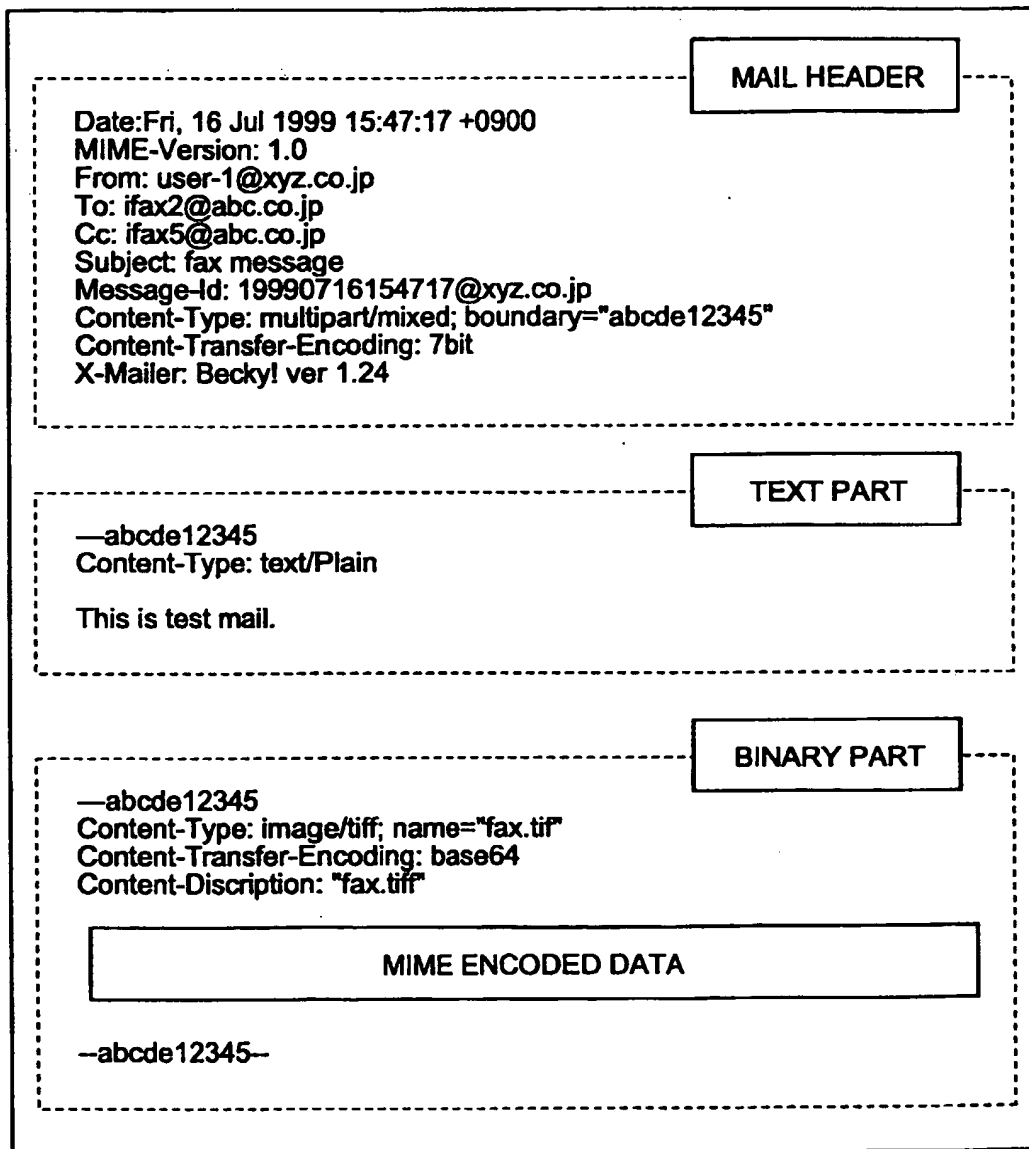 MAIL HEADER
Date:Fri, 16 Jul 1999 15:47:17 +0900
MIME-Version: 1.0
From: user-1@xyz.co.jp
To: ifax2@abc.co.jp
Cc: ifax5@abc.co.jp
Subject: fax message
Message-Id: 19990716154717@xyz.co.jp
Content-Type: multipart/mixed; boundary="abcde12345"
Content-Transfer-Encoding: 7bit
X-Mailer: Becky! ver 1.24
TEXT PART
—abcde12345
Content-Type: text/Plain
This is test mail.
BINARY PART
—abcde12345
Content-Type: image/tiff; name="fax.tif"
Content-Transfer-Encoding: base64
Content-Discription: "fax.tiff"
MIME ENCODED DATA
--abcde12345--